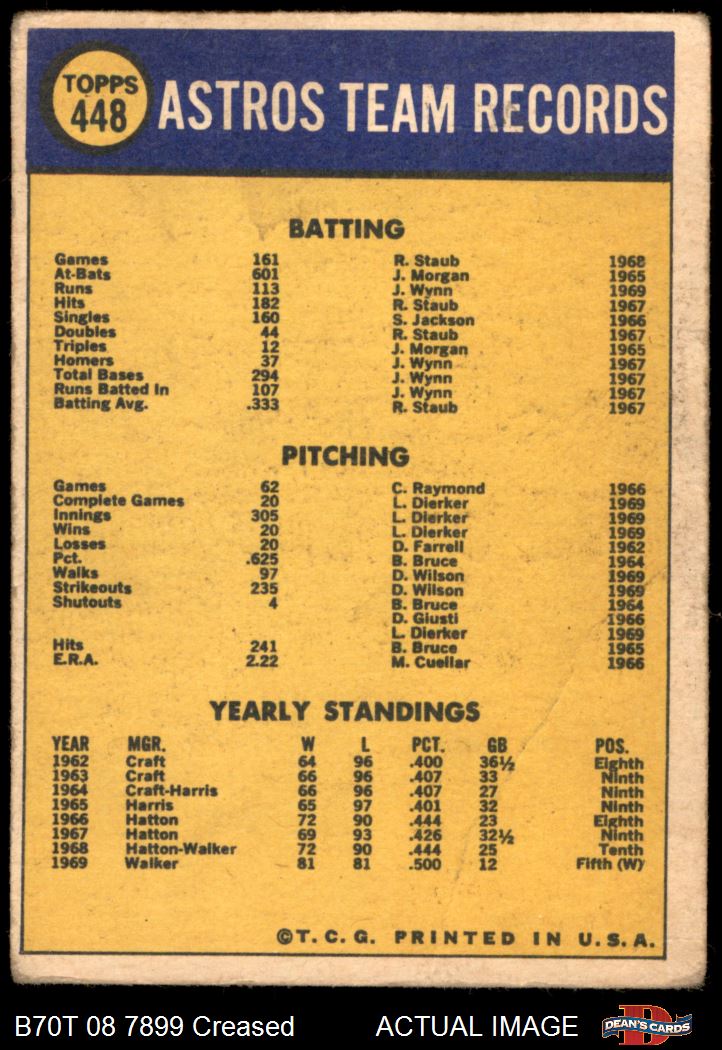 TOPPS
448
ASTROS TEAM RECORDS
BATTING
Games 161 R. Staub 1968
At-Bats 601 J. Morgan 1965
Runs 113 J. Wynn 1969
Hits 182 R. Staub 1967
Singles 160 S. Jackson 1966
Doubles 44 R. Staub 1967
Triples 12 J. Morgan 1965
Homers 37 J. Wynn 1967
Total Bases 294 J. Wynn 1967
Runs Batted In 107 J. Wynn 1967
Batting Avg. .333 R. Staub 1967
PITCHING
Games 62 C. Raymond 1966
Complete Games 20 L. Dierker 1969
Innings 305 L. Dierker 1969
Wins 20 L. Dierker 1969
Losses 20 D. Farrell 1962
Pct. .625 B. Bruce 1964
Walks 97 D. Wilson 1969
Strikeouts 235 D. Wilson 1969
Shutouts 4 B. Bruce 1964
D. Giusti 1966
L. Dierker 1969
Hits 241 B. Bruce 1965
E.R.A. 2.22 M. Cuellar 1966
YEARLY STANDINGS
YEAR MGR. W L PCT. GB POS.
1962 Craft 64 96 .400 36½ Eighth
1963 Craft 66 96 .407 33 Ninth
1964 Craft-Harris 66 96 .407 27 Ninth
1965 Harris 65 97 .401 32 Ninth
1966 Hatton 72 90 .444 23 Eighth
1967 Hatton 69 93 .426 32½ Ninth
1968 Hatton-Walker 72 90 .444 25 Tenth
1969 Walker 81 81 .500 12 Fifth (W)
©T. C. G. PRINTED IN U.S.A.
B70T 08 7899 Creased ACTUAL IMAGE DEAN'S CARDS